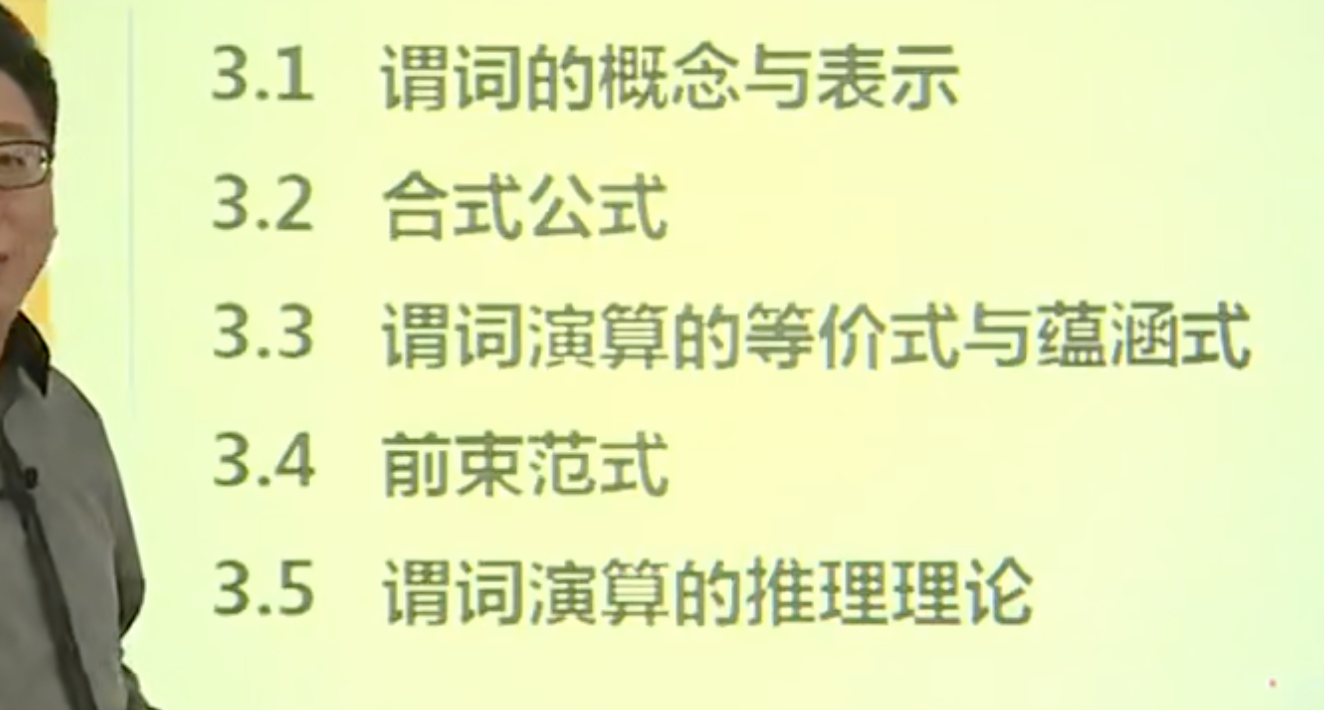 3.1 谓词的概念与表示
3.2 合式公式
3.3 谓词演算的等价式与蕴涵式
3.4 前束范式
3.5 谓词演算的推理理论